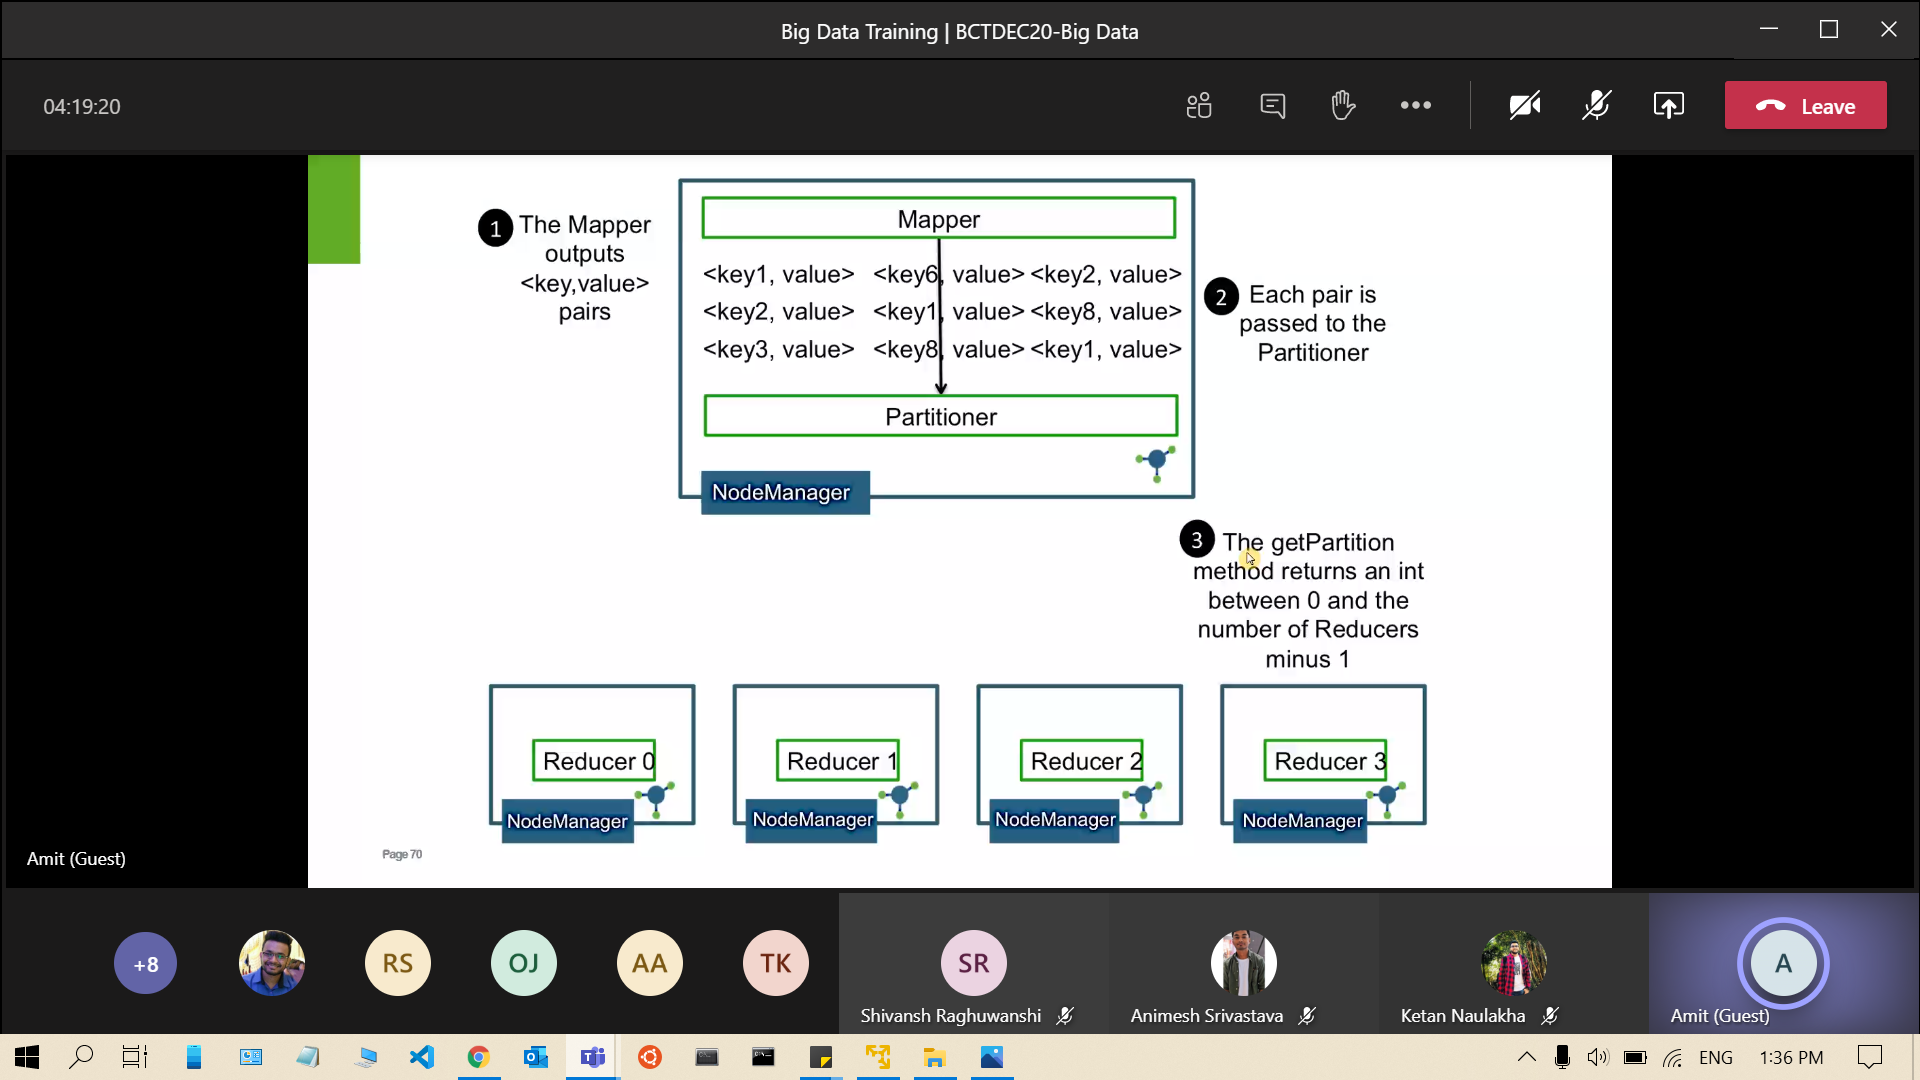 Big Data Training | BCTDEC20-Big Data
04:19:20
Leave
1
The Mapper
outputs
<key,value>
pairs
Mapper
<key1, value> <key6, value> <key2, value>
<key2, value> <key1, value> <key8, value>
<key3, value> <key8, value> <key1, value>
Partitioner
NodeManager
2
Each pair is
passed to the
Partitioner
3
The getPartition
method returns an int
between 0 and the
number of Reducers
minus 1
Reducer 0
NodeManager
Reducer 1
NodeManager
Reducer 2
NodeManager
Reducer 3
NodeManager
Page 70
Amit (Guest)
+8
RS
OJ
AA
TK
SR
Shivansh Raghuwanshi
Animesh Srivastava
Ketan Naulakha
A
Amit (Guest)
ENG
1:36 PM